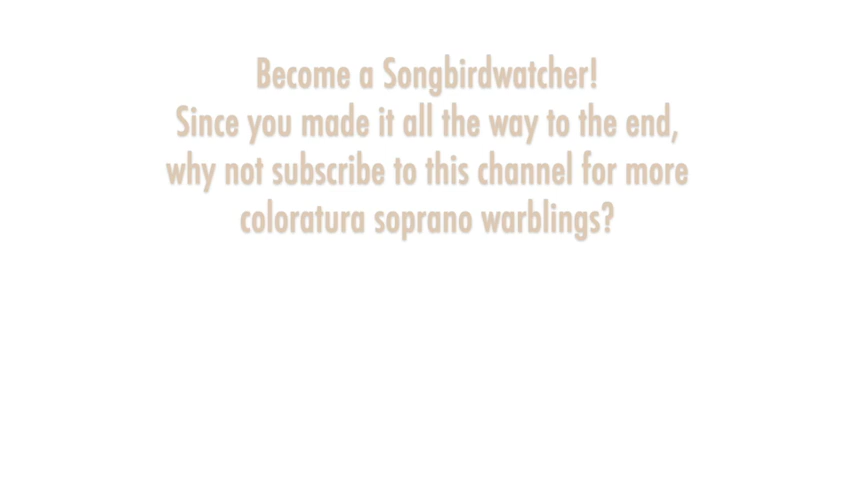 Become a Songbirdwatcher!
Since you made it all the way to the end,
why not subscribe to this channel for more
coloratura soprano warblings?